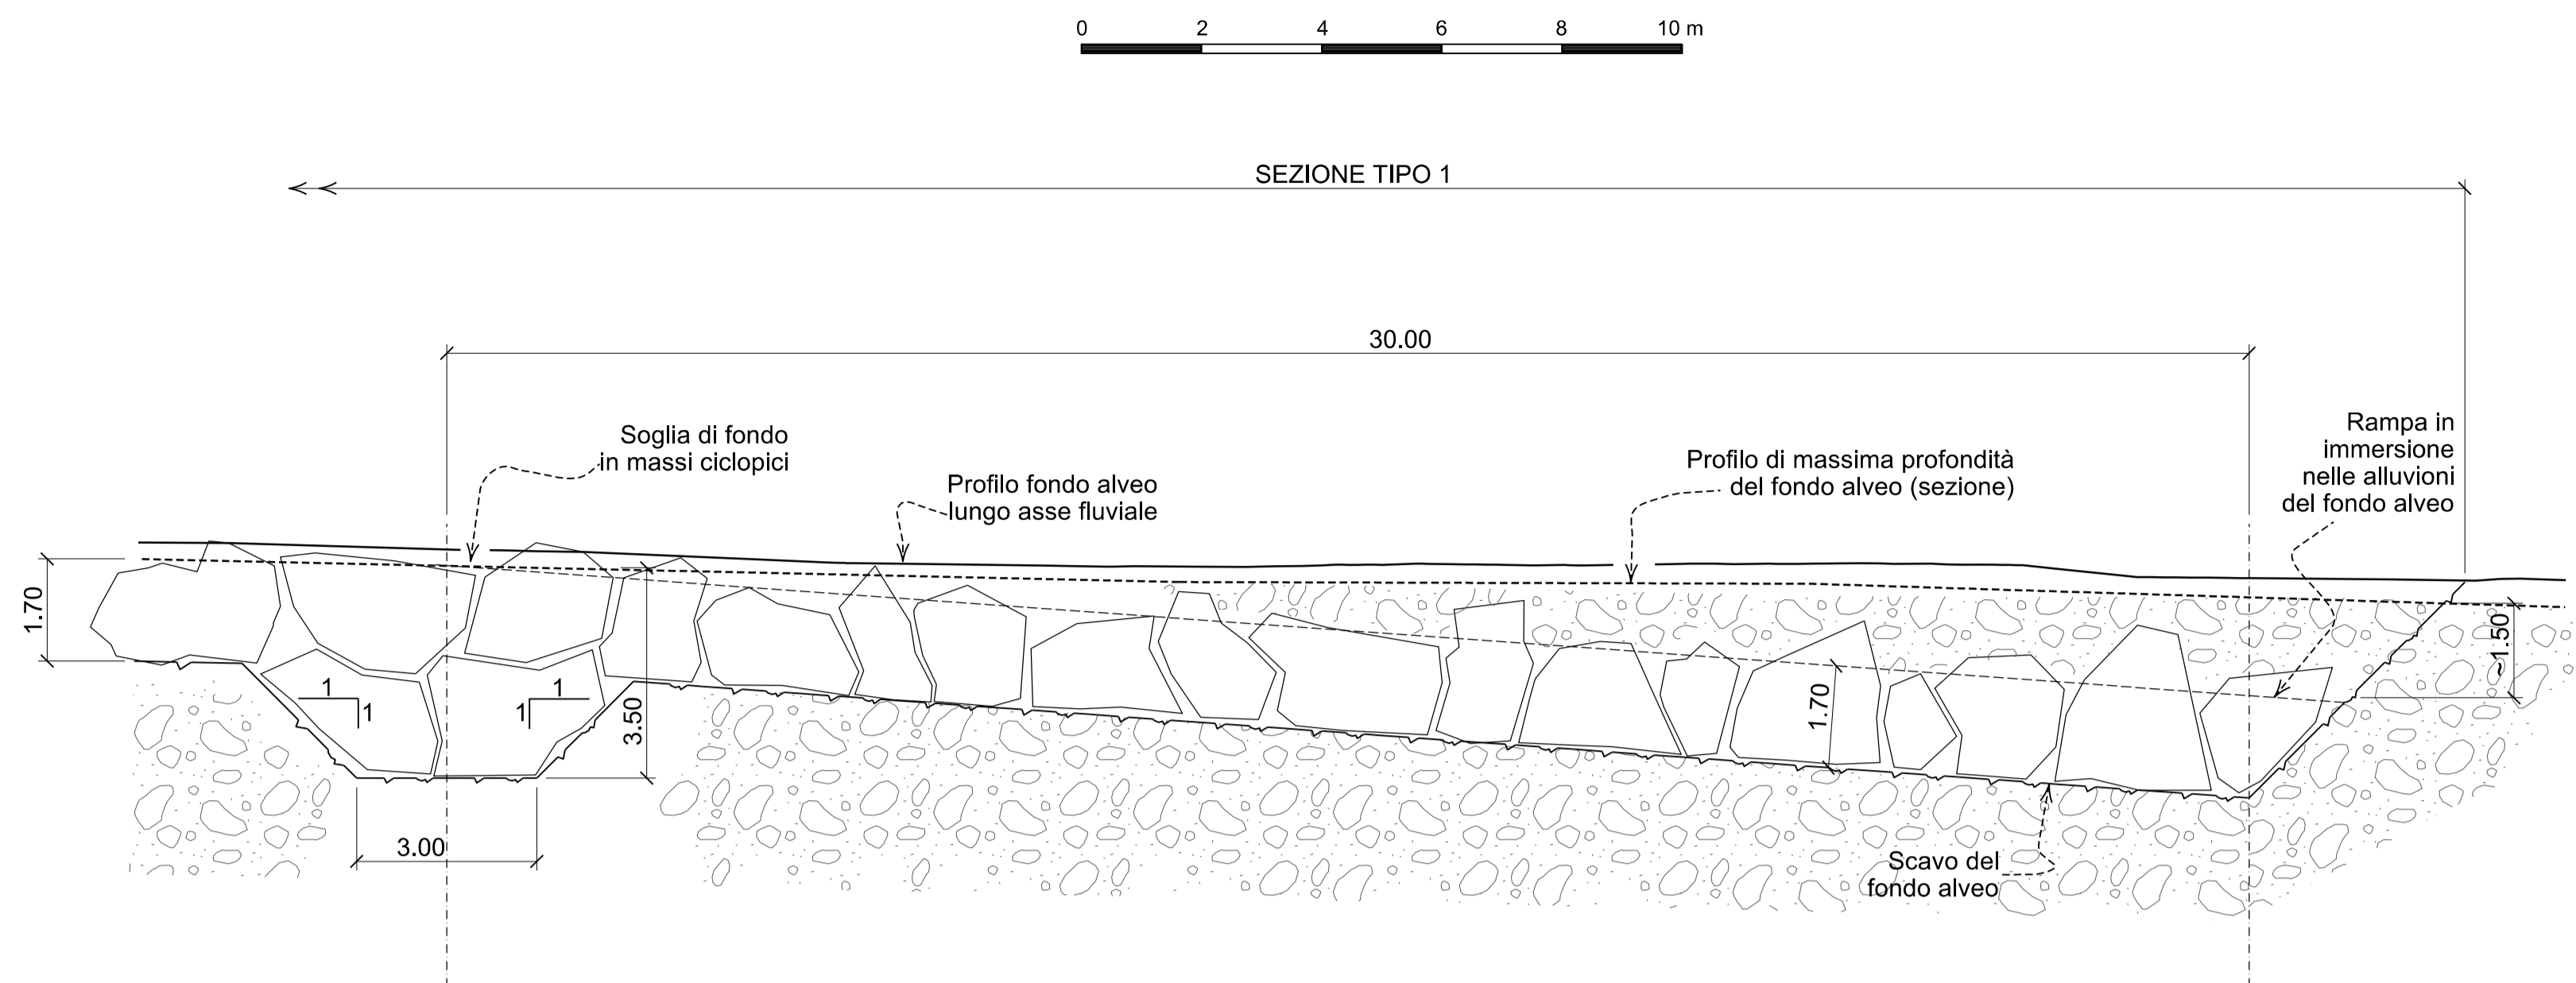 0 2 4 6 8 10 m
SEZIONE TIPO 1
30.00
Soglia di fondo
in massi ciclopici
Profilo fondo alveo
lungo asse fluviale
Profilo di massima profondità
del fondo alveo (sezione)
Rampa in
immersione
nelle alluvioni
del fondo alveo
1.70
1
1
1
1
3.50
1.70
~1.50
3.00
Scavo del
fondo alveo